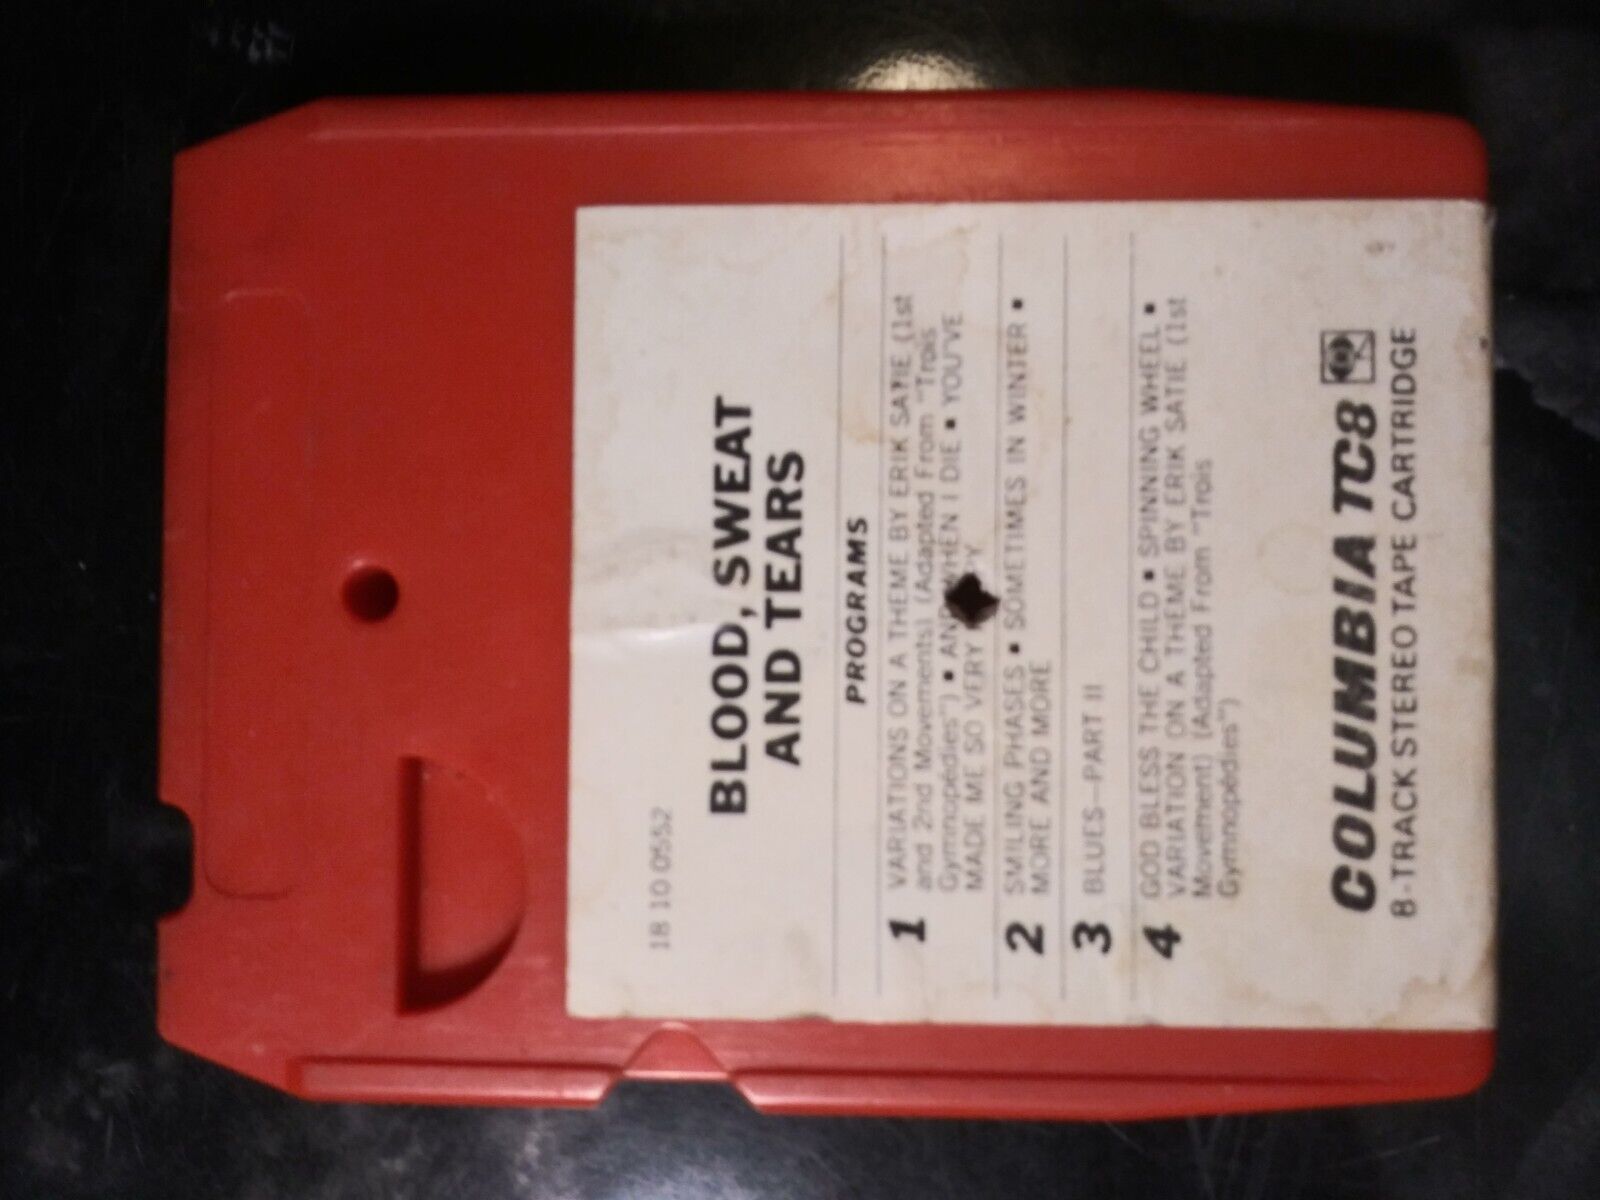 18 10 0552
BLOOD, SWEAT
AND TEARS
PROGRAMS
1 VARIATIONS ON A THEME BY ERIK SATIE (1st
and 2nd Movements) (Adapted From "Trois
Gymnopédies") • AND WHEN I DIE • YOU'VE
MADE ME SO VERY HAPPY
2 SMILING PHASES • SOMETIMES IN WINTER •
MORE AND MORE
3 BLUES—PART II
4 GOD BLESS THE CHILD • SPINNING WHEEL •
VARIATION ON A THEME BY ERIK SATIE (1st
Movement) (Adapted From "Trois
Gymnopédies")
COLUMBIA TC8
8-TRACK STEREO TAPE CARTRIDGE